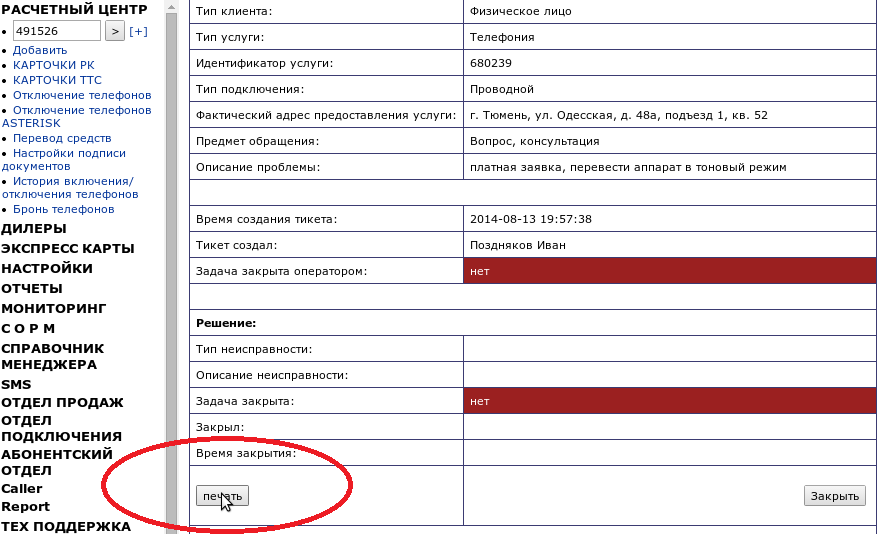 РАСЧЕТНЫЙ ЦЕНТР
491526 > [+]
Добавить
КАРТОЧКИ РК
КАРТОЧКИ ТТС
Отключение телефонов
Отключение телефонов
ASTERISK
Перевод средств
Настройки подписи
документов
История включения/
отключения телефонов
Бронь телефонов
ДИЛЕРЫ
ЭКСПРЕСС КАРТЫ
НАСТРОЙКИ
ОТЧЕТЫ
МОНИТОРИНГ
С О Р М
СПРАВОЧНИК
МЕНЕДЖЕРА
SMS
ОТДЕЛ ПРОДАЖ
ОТДЕЛ
ПОДКЛЮЧЕНИЯ
АБОНЕНТСКИЙ
ОТДЕЛ
Caller
Report
ТЕХ ПОДДЕРЖКА
Тип клиента: Физическое лицо
Тип услуги: Телефония
Идентификатор услуги: 680239
Тип подключения: Проводной
Фактический адрес предоставления услуги: г. Тюмень, ул. Одесская, д. 48а, подъезд 1, кв. 52
Предмет обращения: Вопрос, консультация
Описание проблемы: платная заявка, перевести аппарат в тоновый режим
Время создания тикета: 2014-08-13 19:57:38
Тикет создал: Поздняков Иван
Задача закрыта оператором: нет
Решение:
Тип неисправности:
Описание неисправности:
Задача закрыта: нет
Закрыл:
Время закрытия:
печать Закрыть